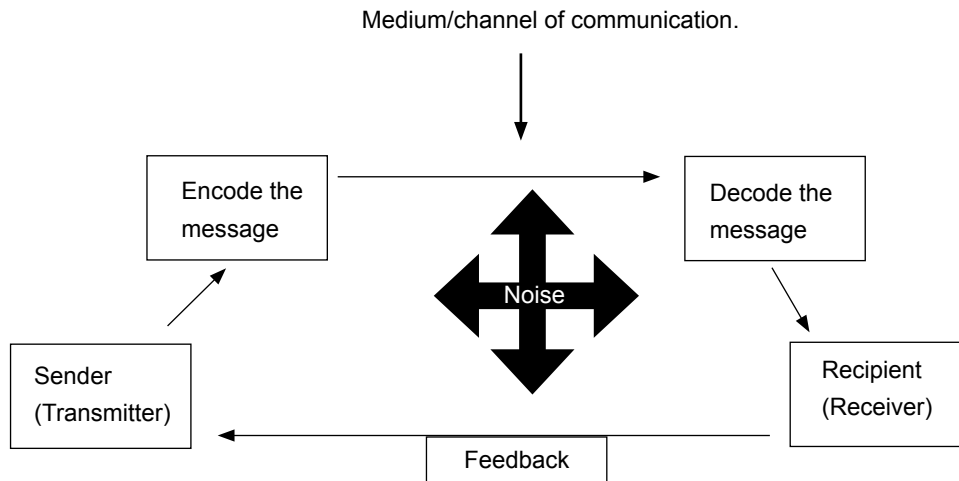 Medium/channel of communication.
Encode the
message
Decode the
message
Noise
Sender
(Transmitter)
Recipient
(Receiver)
Feedback